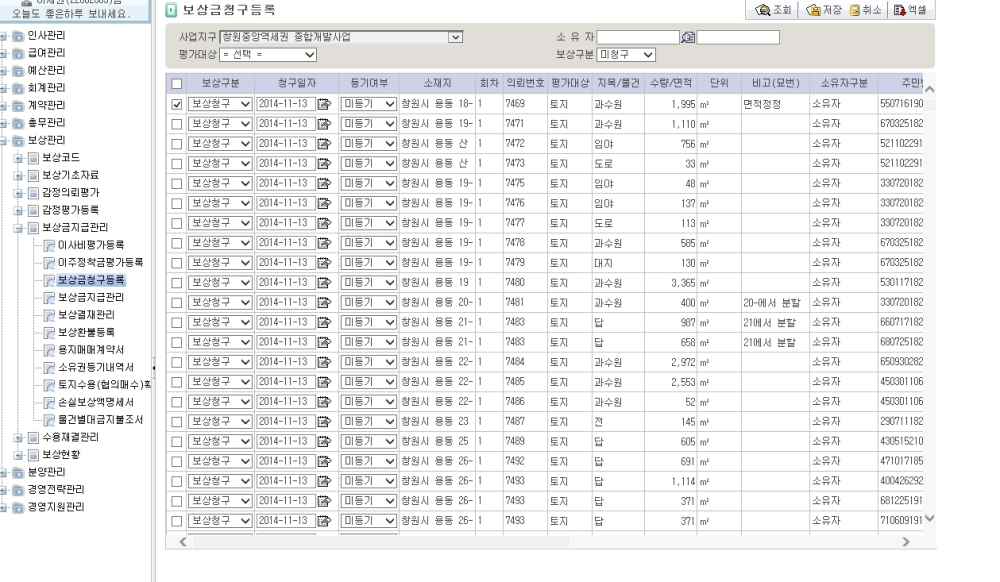 오늘도 좋은하루 보내세요.
인사관리
급여관리
예산관리
회계관리
계약관리
총무관리
보상관리
보상코드
보상기초자료
감정의뢰평가
감정평가등록
보상금지급관리
이사비평가등록
이주정착금평가등록
보상금청구등록
보상금지급관리
보상결재관리
보상환불등록
용지매매계약서
소유권등기내역서
토지수용(협의매수)확
손실보상액명세서
물건별대금지불조서
수용재결관리
보상현황
분양관리
경영전략관리
경영지원관리
보상금청구등록
조회 저장 취소 엑셀
사업지구 창원중앙역세권 종합개발사업 소 유 자
평가대상 = 선택 = 보상구분 미청구
보상구분 청구일자 등기여부 소재지 회차 의뢰번호 평가대상 지목/물건 수량/면적 단위 비고(묘번) 소유자구분 주민
보상청구 2014-11-13 미등기 창원시 용동 18- 1 7469 토지 과수원 1,995 m² 면적정정 소유자 550716190
보상청구 2014-11-13 미등기 창원시 용동 19- 1 7471 토지 과수원 1,110 m² 소유자 670325182
보상청구 2014-11-13 미등기 창원시 용동 산 1 7472 토지 임야 756 m² 소유자 521102291
보상청구 2014-11-13 미등기 창원시 용동 산 1 7473 토지 도로 33 m² 소유자 521102291
보상청구 2014-11-13 미등기 창원시 용동 19- 1 7475 토지 임야 48 m² 소유자 330720182
보상청구 2014-11-13 미등기 창원시 용동 19- 1 7476 토지 임야 137 m² 소유자 330720182
보상청구 2014-11-13 미등기 창원시 용동 19- 1 7477 토지 도로 113 m² 소유자 330720182
보상청구 2014-11-13 미등기 창원시 용동 19- 1 7478 토지 과수원 585 m² 소유자 670325182
보상청구 2014-11-13 미등기 창원시 용동 19- 1 7479 토지 대지 130 m² 소유자 670325182
보상청구 2014-11-13 미등기 창원시 용동 19 1 7480 토지 과수원 3,365 m² 소유자 530117182
보상청구 2014-11-13 미등기 창원시 용동 20- 1 7481 토지 과수원 400 m² 20-에서 분할 소유자 330720182
보상청구 2014-11-13 미등기 창원시 용동 21- 1 7483 토지 답 987 m² 21에서 분할 소유자 660717182
보상청구 2014-11-13 미등기 창원시 용동 21- 1 7483 토지 답 658 m² 21에서 분할 소유자 680725182
보상청구 2014-11-13 미등기 창원시 용동 22- 1 7484 토지 과수원 2,972 m² 소유자 650930282
보상청구 2014-11-13 미등기 창원시 용동 22- 1 7485 토지 과수원 2,553 m² 소유자 450301106
보상청구 2014-11-13 미등기 창원시 용동 22- 1 7486 토지 과수원 52 m² 소유자 450301106
보상청구 2014-11-13 미등기 창원시 용동 23 1 7487 토지 전 145 m² 소유자 290711182
보상청구 2014-11-13 미등기 창원시 용동 25 1 7489 토지 답 605 m² 소유자 430515210
보상청구 2014-11-13 미등기 창원시 용동 26- 1 7492 토지 답 691 m² 소유자 471017185
보상청구 2014-11-13 미등기 창원시 용동 26- 1 7493 토지 답 1,114 m² 소유자 400426292
보상청구 2014-11-13 미등기 창원시 용동 26- 1 7493 토지 답 371 m² 소유자 681225191
보상청구 2014-11-13 미등기 창원시 용동 26- 1 7493 토지 답 371 m² 소유자 710609191